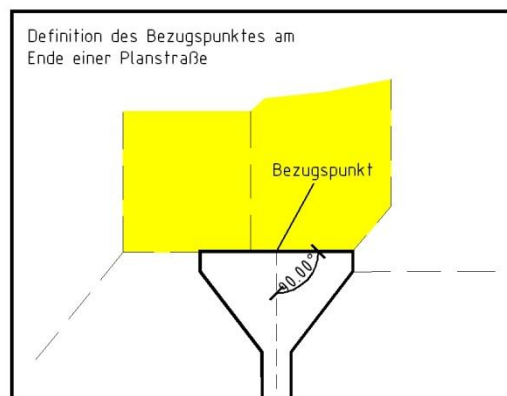 Definition des Bezugspunktes am
Ende einer Planstraße
Bezugspunkt
90.00°